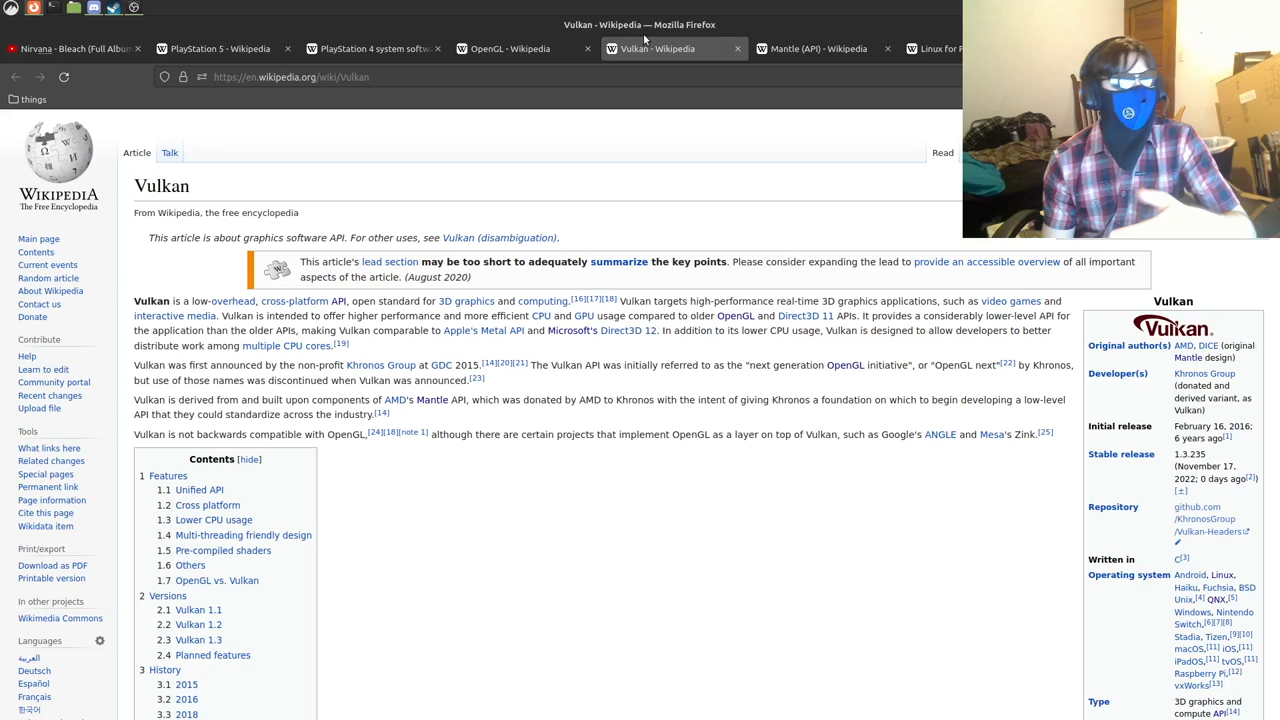 Vulkan - Wikipedia — Mozilla Firefox
Nirvana - Bleach (Full Album
PlayStation 5 - Wikipedia
PlayStation 4 system softw
OpenGL - Wikipedia
Vulkan - Wikipedia
Mantle (API) - Wikipedia
Linux for P
https://en.wikipedia.org/wiki/Vulkan
things
WIKIPEDIA
The Free Encyclopedia
Main page
Contents
Current events
Random article
About Wikipedia
Contact us
Donate
Contribute
Help
Learn to edit
Community portal
Recent changes
Upload file
Tools
What links here
Related changes
Special pages
Permanent link
Page information
Cite this page
Wikidata item
Print/export
Download as PDF
Printable version
In other projects
Wikimedia Commons
Languages
العربية
Deutsch
Español
Français
한국어
Article Talk
Read
Vulkan
From Wikipedia, the free encyclopedia
This article is about graphics software API. For other uses, see Vulkan (disambiguation).
This article's lead section may be too short to adequately summarize the key points. Please consider expanding the lead to provide an accessible overview of all important
aspects of the article. (August 2020)
Vulkan is a low-overhead, cross-platform API, open standard for 3D graphics and computing.[16][17][18] Vulkan targets high-performance real-time 3D graphics applications, such as video games and
interactive media. Vulkan is intended to offer higher performance and more efficient CPU and GPU usage compared to older OpenGL and Direct3D 11 APIs. It provides a considerably lower-level API for
the application than the older APIs, making Vulkan comparable to Apple's Metal API and Microsoft's Direct3D 12. In addition to its lower CPU usage, Vulkan is designed to allow developers to better
distribute work among multiple CPU cores.[19]
Vulkan was first announced by the non-profit Khronos Group at GDC 2015.[14][20][21] The Vulkan API was initially referred to as the "next generation OpenGL initiative", or "OpenGL next"[22] by Khronos,
but use of those names was discontinued when Vulkan was announced.[23]
Vulkan is derived from and built upon components of AMD's Mantle API, which was donated by AMD to Khronos with the intent of giving Khronos a foundation on which to begin developing a low-level
API that they could standardize across the industry.[14]
Vulkan is not backwards compatible with OpenGL,[24][18][note 1] although there are certain projects that implement OpenGL as a layer on top of Vulkan, such as Google's ANGLE and Mesa's Zink.[25]
Contents [hide]
1 Features
1.1 Unified API
1.2 Cross platform
1.3 Lower CPU usage
1.4 Multi-threading friendly design
1.5 Pre-compiled shaders
1.6 Others
1.7 OpenGL vs. Vulkan
2 Versions
2.1 Vulkan 1.1
2.2 Vulkan 1.2
2.3 Vulkan 1.3
2.4 Planned features
3 History
3.1 2015
3.2 2016
3.3 2018
Vulkan
Vulkan.
Original author(s) AMD, DICE (original
Mantle design)
Developer(s) Khronos Group
(donated and
derived variant, as
Vulkan)
Initial release February 16, 2016;
6 years ago[1]
Stable release 1.3.235
(November 17,
2022; 0 days ago[2])
[±]
Repository github.com
/KhronosGroup
/Vulkan-Headers
Written in C[3]
Operating system Android, Linux,
Haiku, Fuchsia, BSD
Unix,[4] QNX,[5]
Windows, Nintendo
Switch,[6][7][8]
Stadia, Tizen,[9][10]
macOS,[11] iOS,[11]
iPadOS,[11] tvOS,[11]
Raspberry Pi,[12]
vxWorks[13]
Type 3D graphics and
compute API[14]